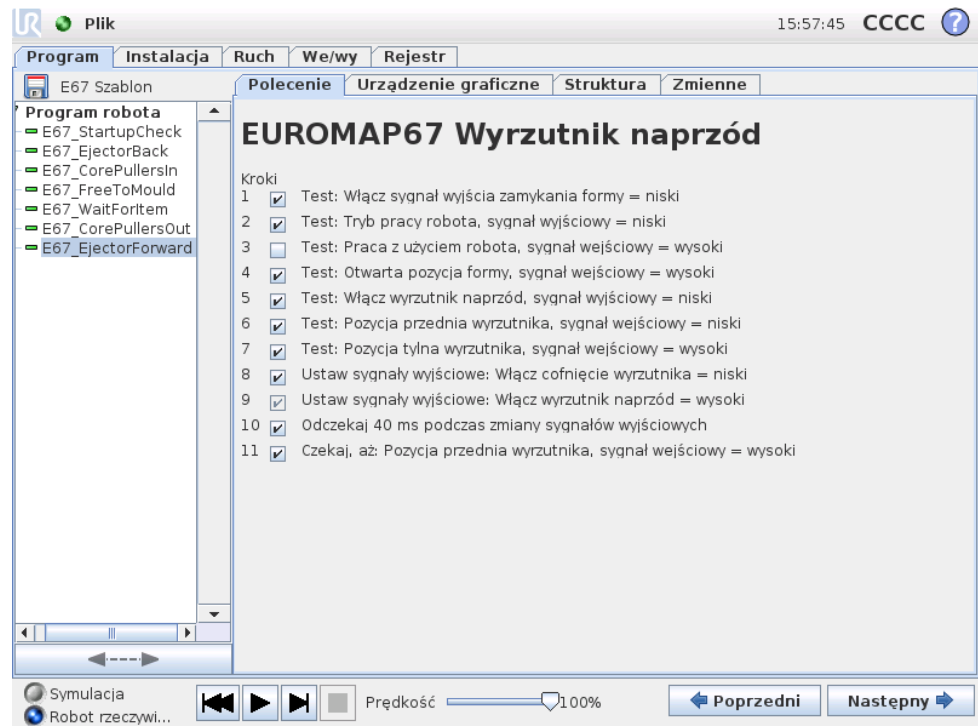 UR Plik 15:57:45 CCCC ?
Program Instalacja Ruch We/wy Rejestr
E67 Szablon
Polecenie Urządzenie graficzne Struktura Zmienne
Program robota
E67_StartupCheck
E67_EjectorBack
E67_CorePullersIn
E67_FreeToMould
E67_WaitForItem
E67_CorePullersOut
E67_EjectorForward
EUROMAP67 Wyrzutnik naprzód
Kroki
1 Test: Włącz sygnał wyjścia zamykania formy = niski
2 Test: Tryb pracy robota, sygnał wyjściowy = niski
3 Test: Praca z użyciem robota, sygnał wejściowy = wysoki
4 Test: Otwarta pozycja formy, sygnał wejściowy = wysoki
5 Test: Włącz wyrzutnik naprzód, sygnał wyjściowy = niski
6 Test: Pozycja przednia wyrzutnika, sygnał wejściowy = niski
7 Test: Pozycja tylna wyrzutnika, sygnał wejściowy = wysoki
8 Ustaw sygnały wyjściowe: Włącz cofnięcie wyrzutnika = niski
9 Ustaw sygnały wyjściowe: Włącz wyrzutnik naprzód = wysoki
10 Odczekaj 40 ms podczas zmiany sygnałów wyjściowych
11 Czekaj, aż: Pozycja przednia wyrzutnika, sygnał wejściowy = wysoki
Symulacja
Robot rzeczywi...
Prędkość 100%
Poprzedni Następny